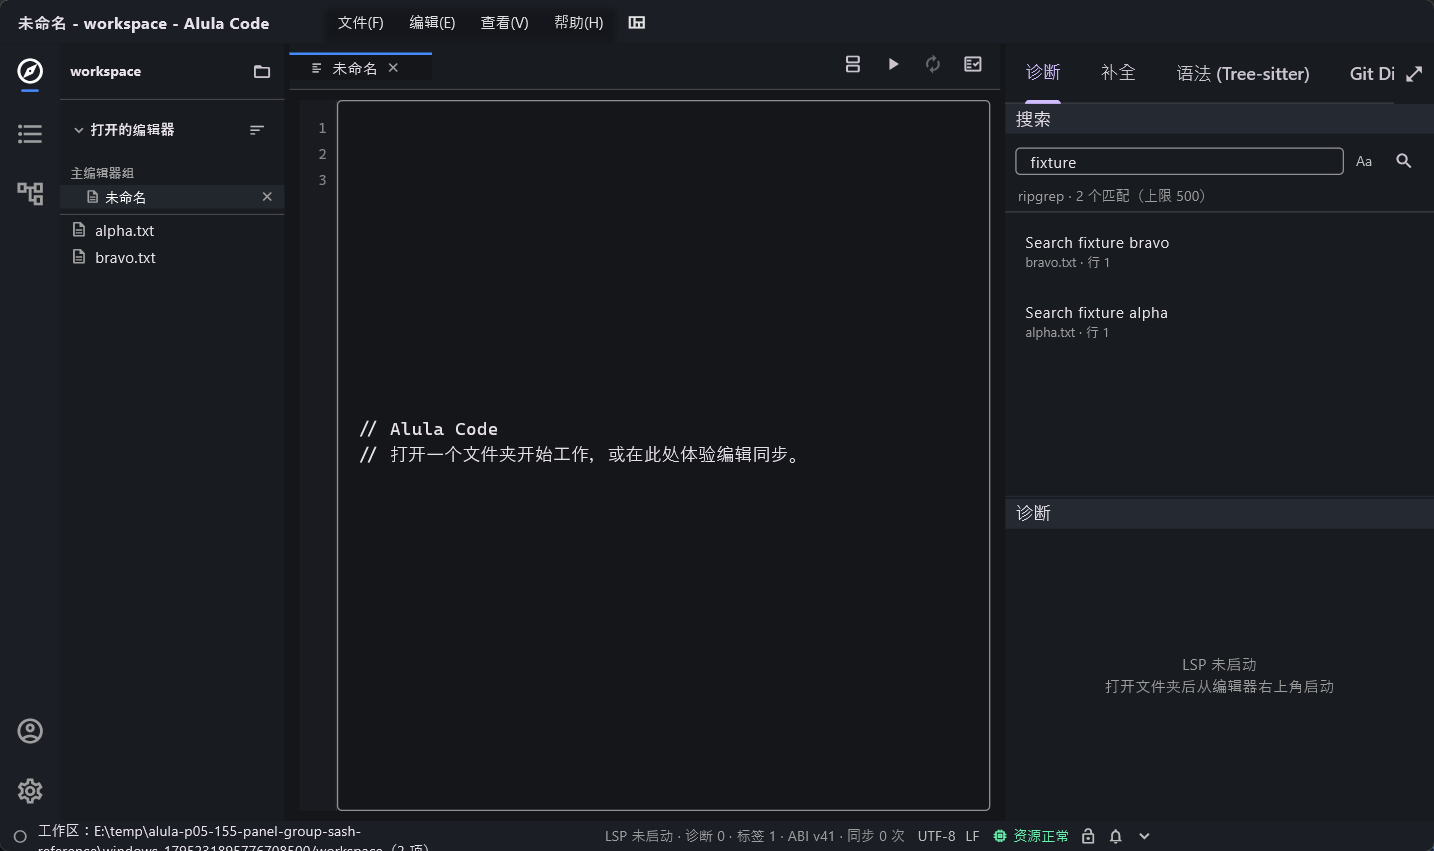 未命名 - workspace - Alula Code
文件(F) 编辑(E) 查看(V) 帮助(H)
workspace
打开的编辑器
主编辑器组
未命名
alpha.txt
bravo.txt
未命名
1
2
3
// Alula Code
// 打开一个文件夹开始工作, 或在此处体验编辑同步。
诊断 补全 语法 (Tree-sitter) Git Di
搜索
fixture
Aa
ripgrep · 2 个匹配（上限 500）
Search fixture bravo
bravo.txt · 行 1
Search fixture alpha
alpha.txt · 行 1
诊断
LSP 未启动
打开文件夹后从编辑器右上角启动
工作区：E:\temp\alula-p05-155-panel-group-sash-
reference\windows-1795231895776708500/workspace（2 项）
LSP 未启动 · 诊断 0 · 标签 1 · ABI v41 · 同步 0 次 UTF-8 LF 资源正常